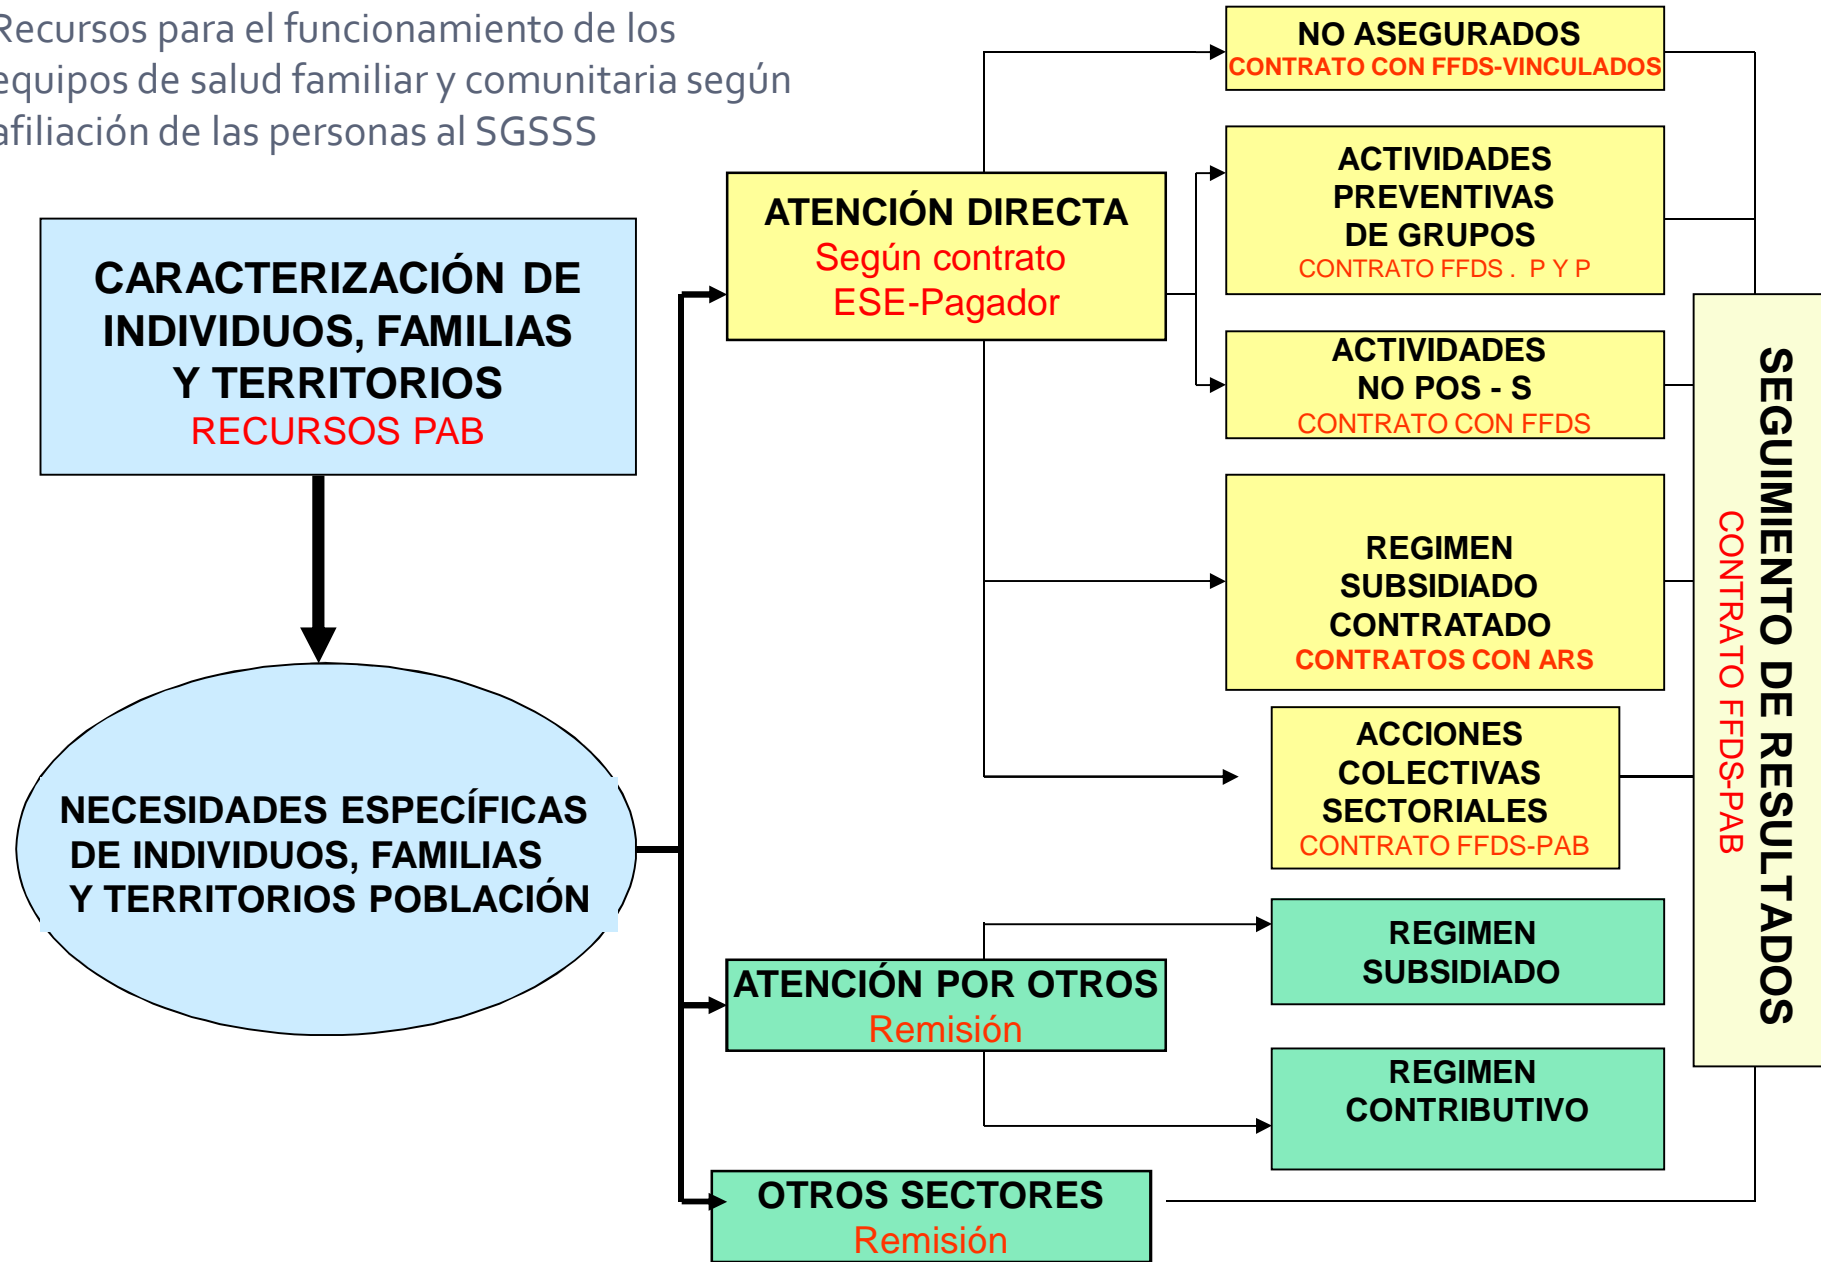 Recursos para el funcionamiento de los
equipos de salud familiar y comunitaria según
afiliación de las personas al SGSSS
CARACTERIZACIÓN DE
INDIVIDUOS, FAMILIAS
Y TERRITORIOS
RECURSOS PAB
NECESIDADES ESPECÍFICAS
DE INDIVIDUOS, FAMILIAS
Y TERRITORIOS POBLACIÓN
ATENCIÓN DIRECTA
Según contrato
ESE-Pagador
NO ASEGURADOS
CONTRATO CON FFDS-VINCULADOS
ACTIVIDADES
PREVENTIVAS
DE GRUPOS
CONTRATO FFDS . P Y P
ACTIVIDADES
NO POS - S
CONTRATO CON FFDS
REGIMEN
SUBSIDIADO
CONTRATADO
CONTRATOS CON ARS
ACCIONES
COLECTIVAS
SECTORIALES
CONTRATO FFDS-PAB
ATENCIÓN POR OTROS
Remisión
REGIMEN
SUBSIDIADO
REGIMEN
CONTRIBUTIVO
OTROS SECTORES
Remisión
SEGUIMIENTO DE RESULTADOS
CONTRATO FFDS-PAB